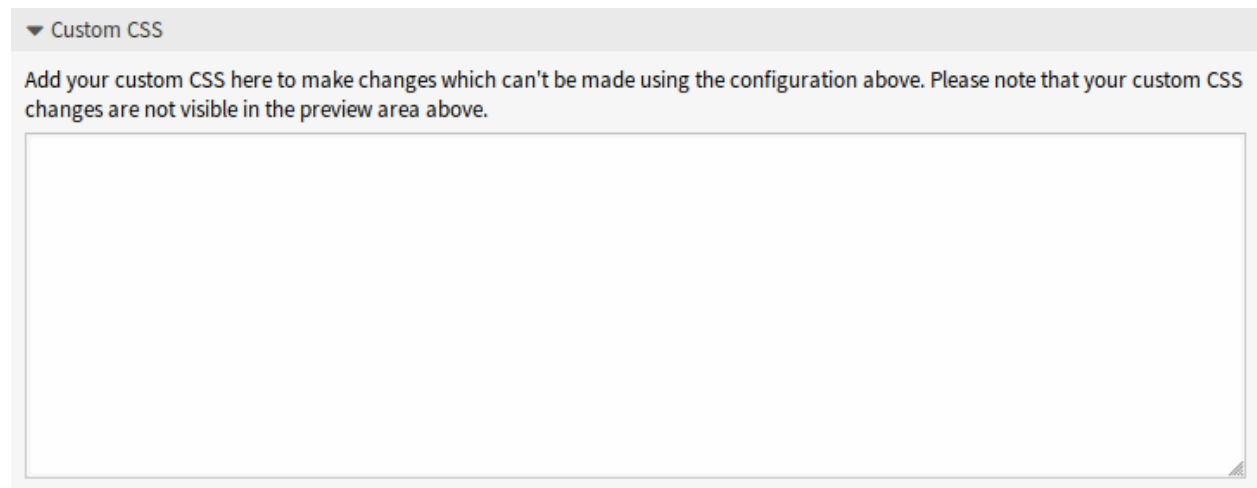 Custom CSS
Add your custom CSS here to make changes which can't be made using the configuration above. Please note that your custom CSS
changes are not visible in the preview area above.